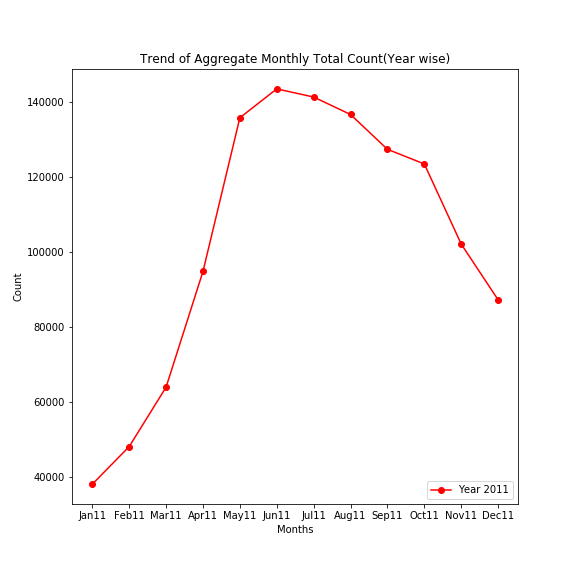 Trend of Aggregate Monthly Total Count(Year wise)
140000
120000
100000
80000
60000
40000
Count
Year 2011
Jan11 Feb11 Mar11 Apr11 May11 Jun11 Jul11 Aug11 Sep11 Oct11 Nov11 Dec11
Months